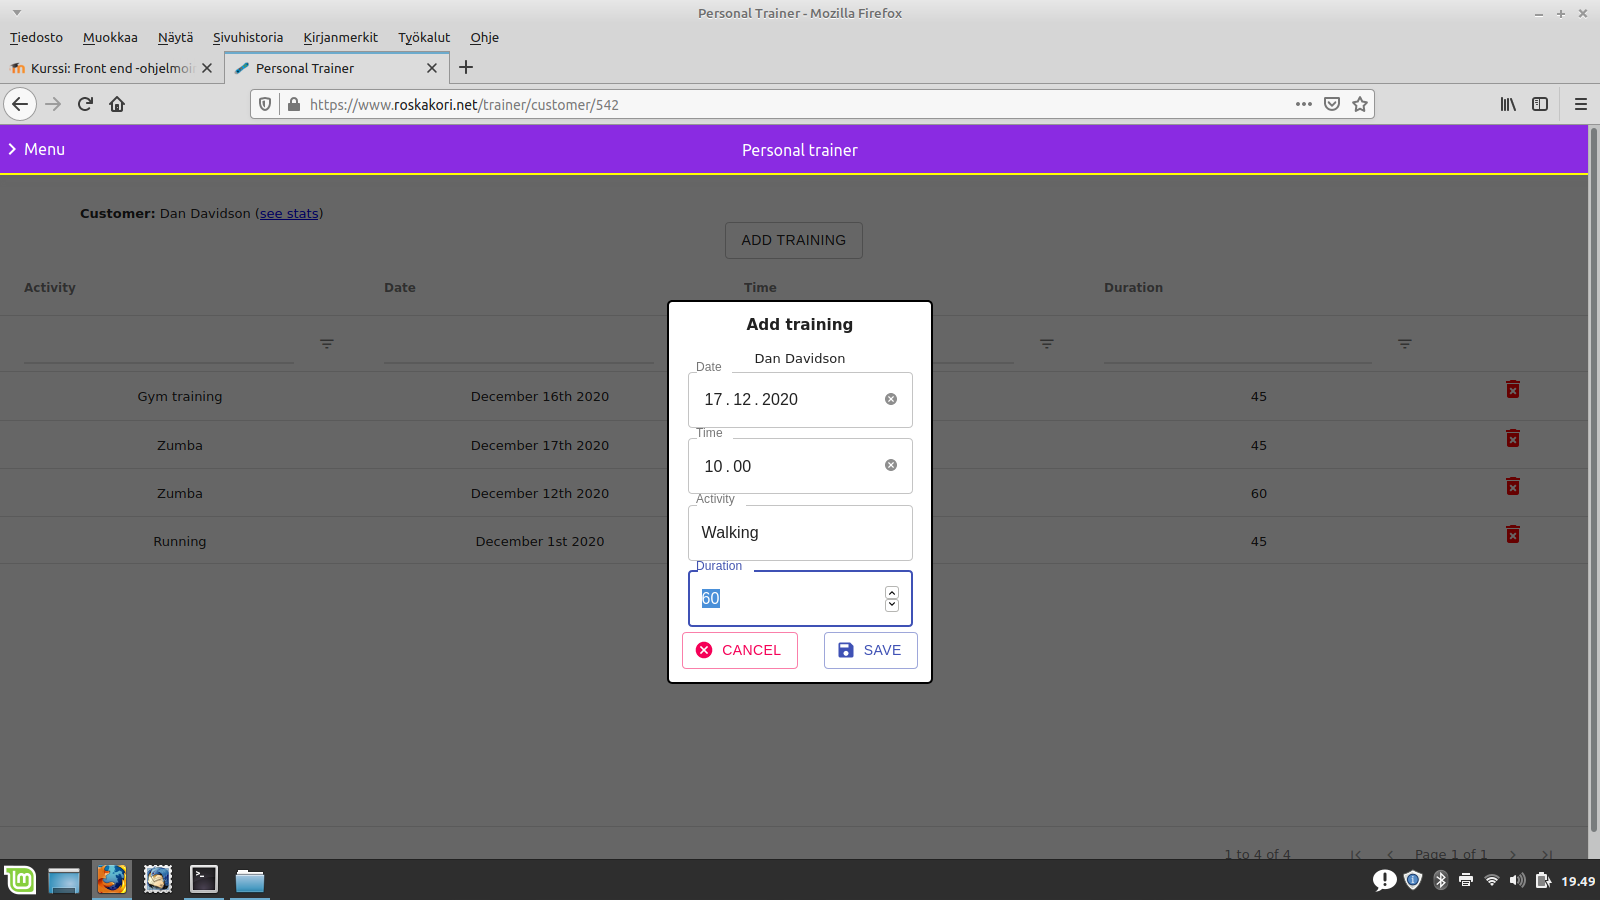 Personal Trainer - Mozilla Firefox
Tiedosto Muokkaa Näytä Sivuhistoria Kirjanmerkit Työkalut Ohje
Kurssi: Front end -ohjelmoi Personal Trainer
https://www.roskakori.net/trainer/customer/542
Menu Personal trainer
Customer: Dan Davidson (see stats)
ADD TRAINING
Activity Date Time Duration
Gym training December 16th 2020 45
Zumba December 17th 2020 45
Zumba December 12th 2020 60
Running December 1st 2020 45
Add training
Dan Davidson
Date
17.12.2020
Time
10.00
Activity
Walking
Duration
60
CANCEL SAVE
1 to 4 of 4 Page 1 of 1
19.49